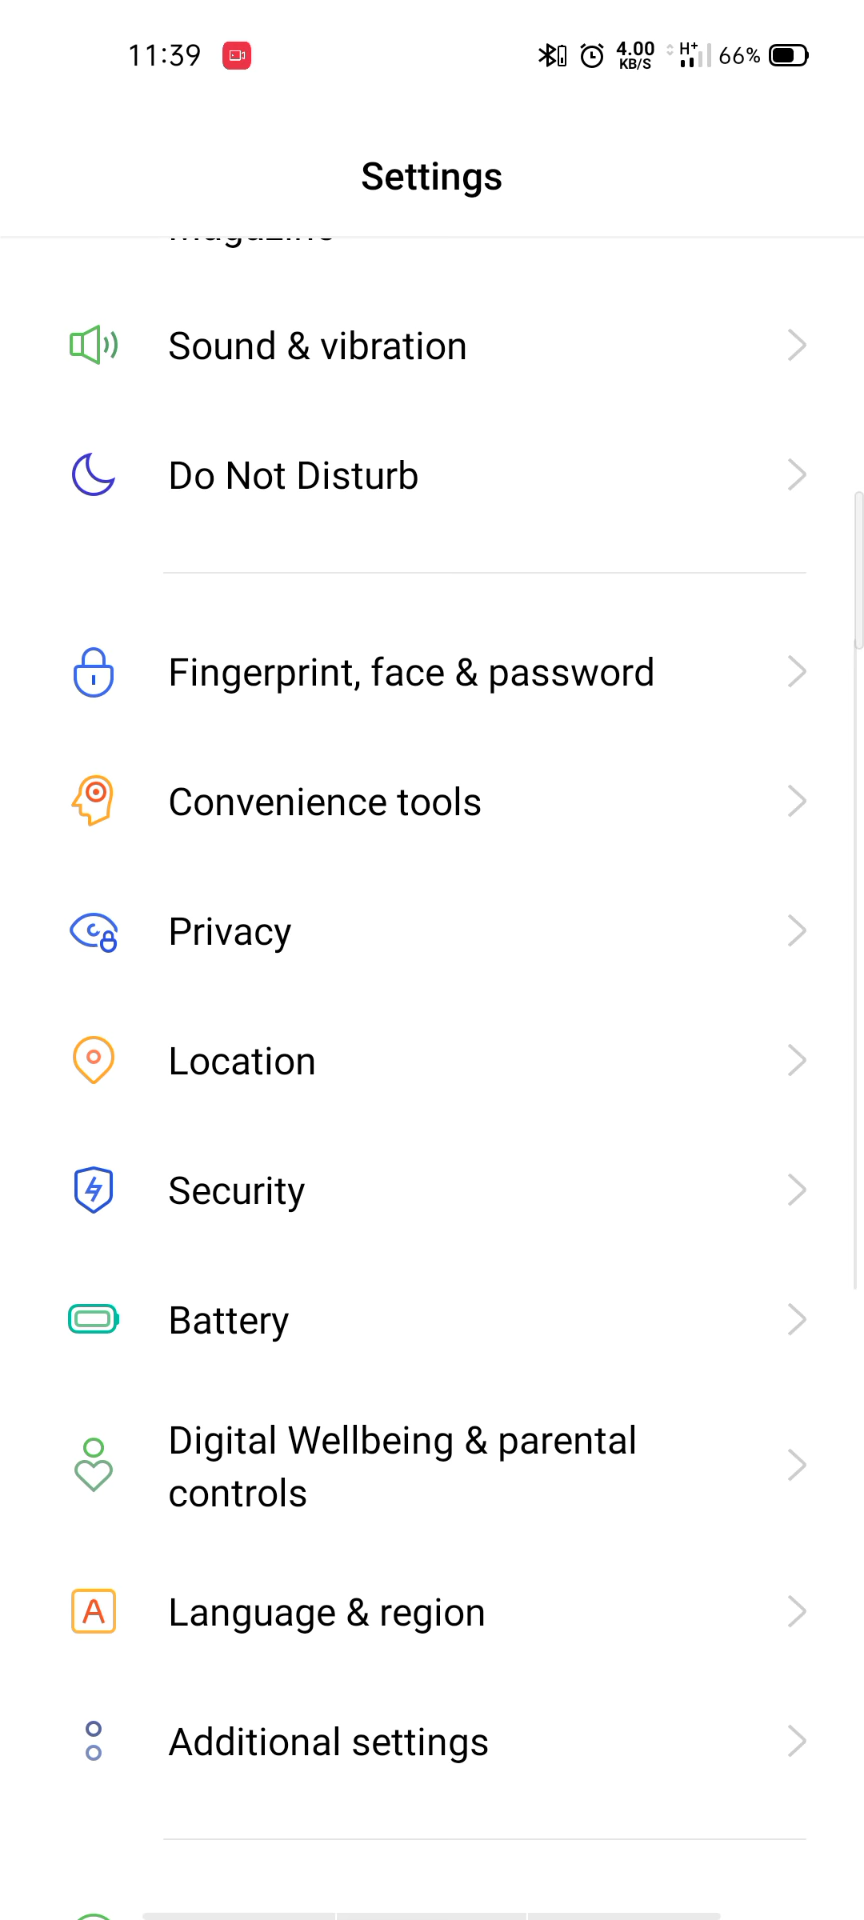 11:39
4.00 KB/S H+ 66%
Settings
Sound & vibration
Do Not Disturb
Fingerprint, face & password
Convenience tools
Privacy
Location
Security
Battery
Digital Wellbeing & parental
controls
A
Language & region
Additional settings